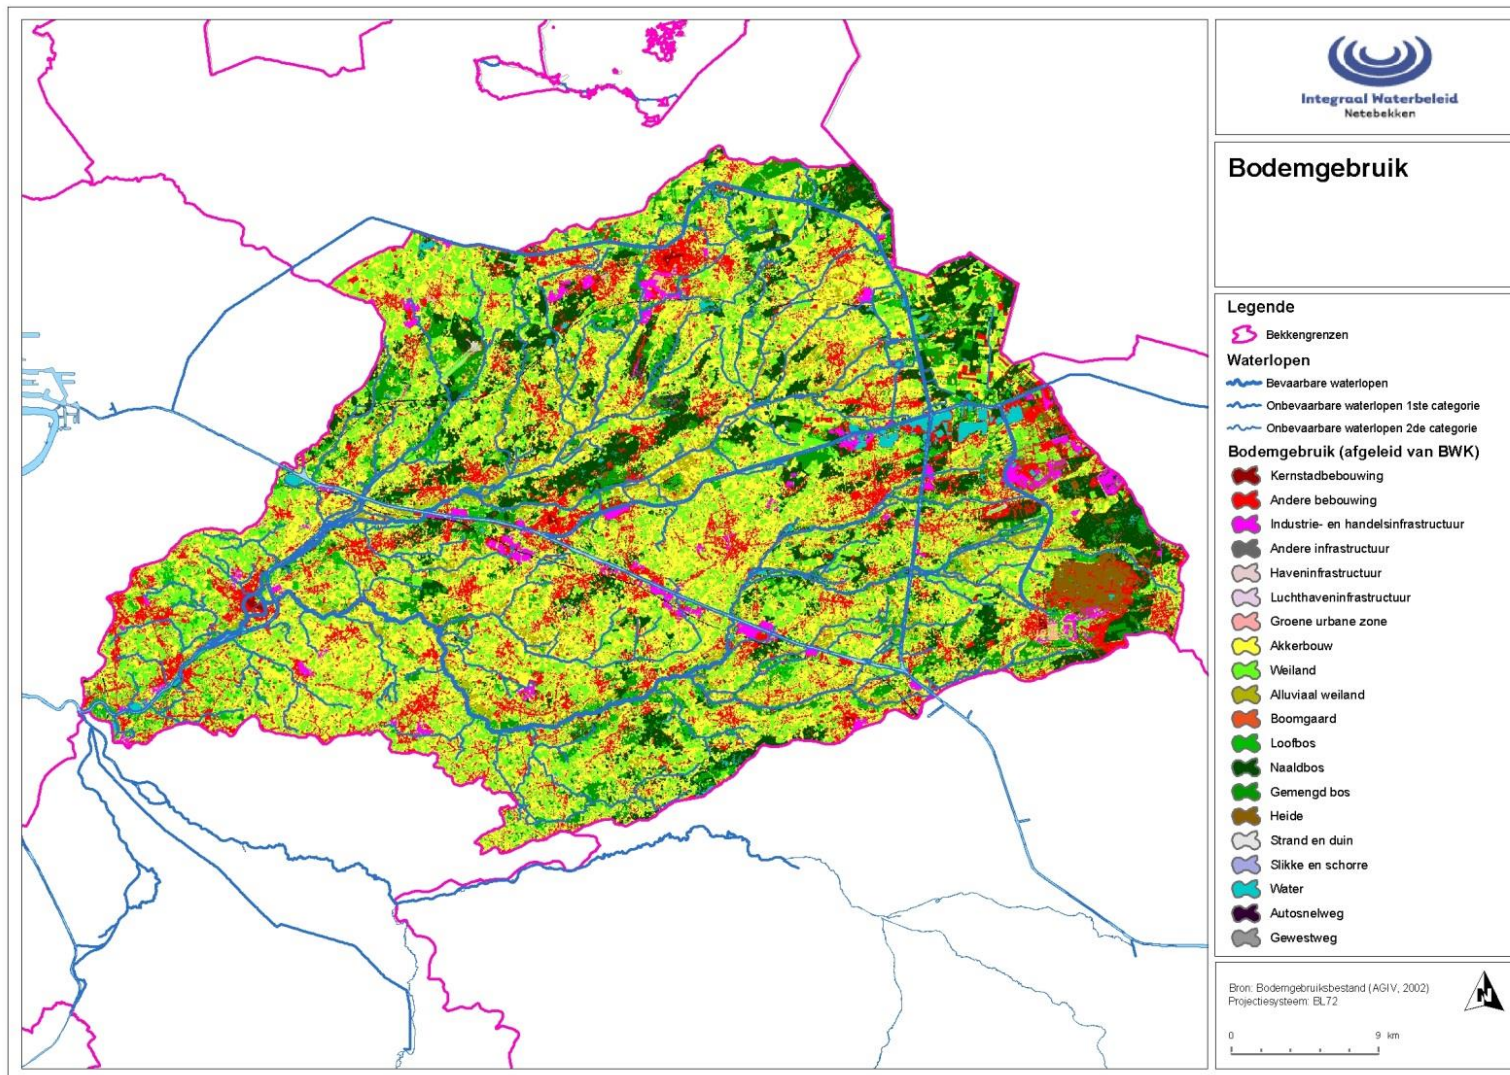 Integraal Waterbeleid
Netebekken
Bodemgebruik
Legende
Bekkengrenzen
Waterlopen
Bevaarbare waterlopen
Onbevaarbare waterlopen 1ste categorie
Onbevaarbare waterlopen 2de categorie
Bodemgebruik (afgeleid van BWK)
Kernstadbebouwing
Andere bebouwing
Industrie- en handelsinfrastructuur
Andere infrastructuur
Haveninfrastructuur
Luchthaveninfrastructuur
Groene urbane zone
Akkerbouw
Weiland
Alluviaal weiland
Boomgaard
Loofbos
Naaldbos
Gemengd bos
Heide
Strand en duin
Slikke en schorre
Water
Autosnelweg
Gewestweg
Bron: Bodemgebruiksbestand (AGIV, 2002)
Projectiesysteem: BL72
N
0 9 km